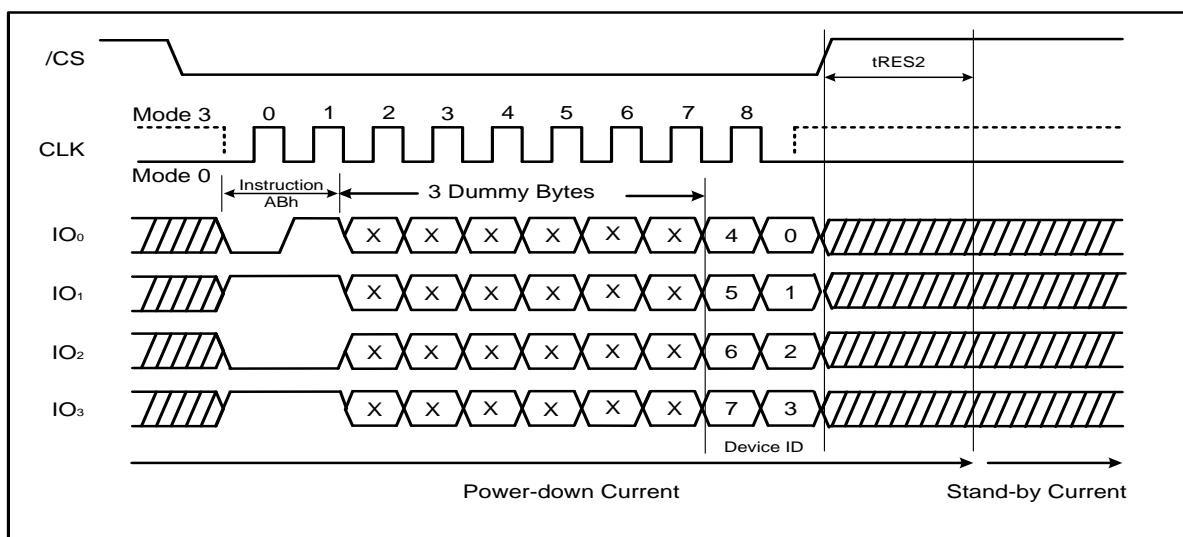 /CS
tRES2
Mode 3 0 1 2 3 4 5 6 7 8
CLK
Mode 0
Instruction
ABh
3 Dummy Bytes
IO₀ X X X X X X 4 0
IO₁ X X X X X X 5 1
IO₂ X X X X X X 6 2
IO₃ X X X X X X 7 3
Device ID
Power-down Current Stand-by Current